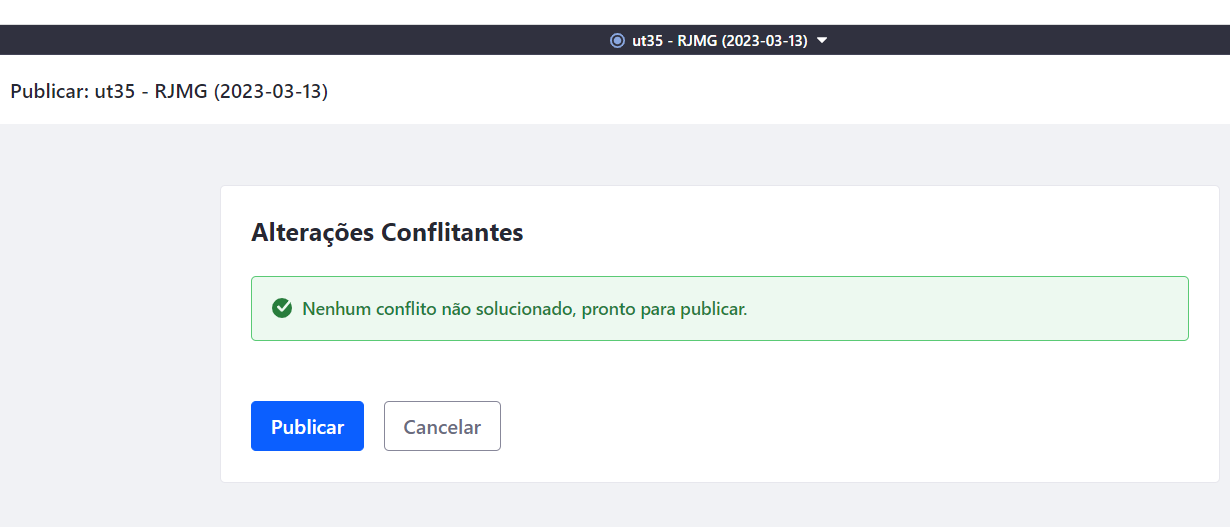 ut35 - RJMG (2023-03-13)
Publicar: ut35 - RJMG (2023-03-13)
Alterações Conflitantes
Nenhum conflito não solucionado, pronto para publicar.
Publicar
Cancelar